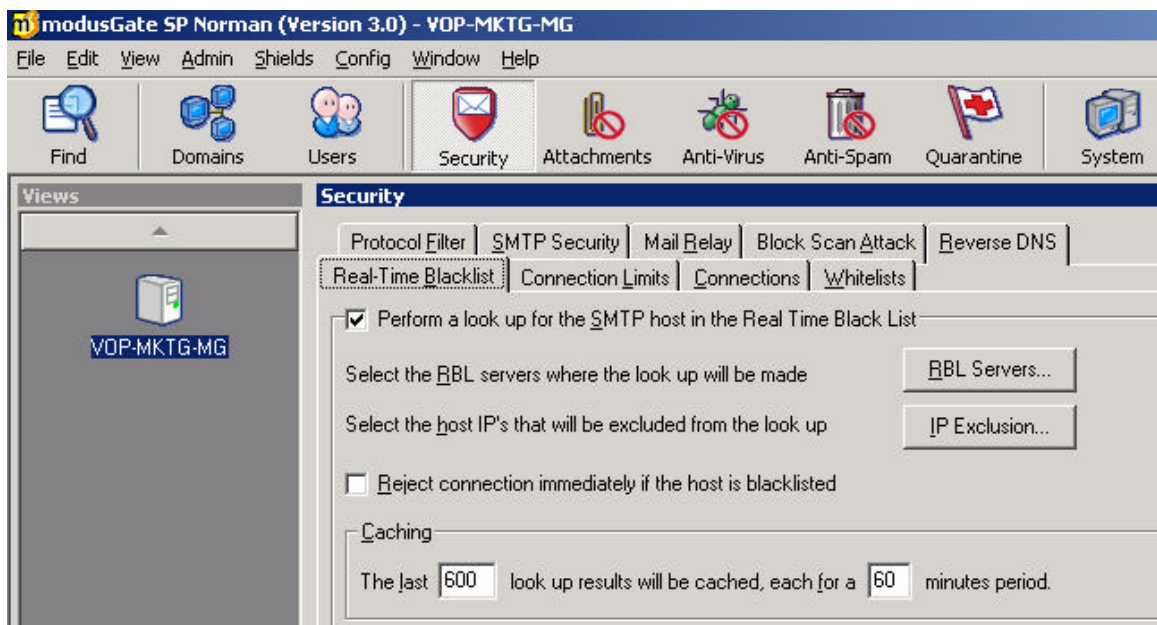 modusGate SP Norman (Version 3.0) - VOP-MKTG-MG
File Edit View Admin Shields Config Window Help
Find Domains Users Security Attachments Anti-Virus Anti-Spam Quarantine System
Views
Security
Protocol Filter SMTP Security Mail Relay Block Scan Attack Reverse DNS
Real-Time Blacklist Connection Limits Connections Whitelists
Perform a look up for the SMTP host in the Real Time Black List
VOP-MKTG-MG
Select the RBL servers where the look up will be made RBL Servers...
Select the host IP's that will be excluded from the look up IP Exclusion...
Reject connection immediately if the host is blacklisted
Caching
The last 600 look up results will be cached, each for a 60 minutes period.